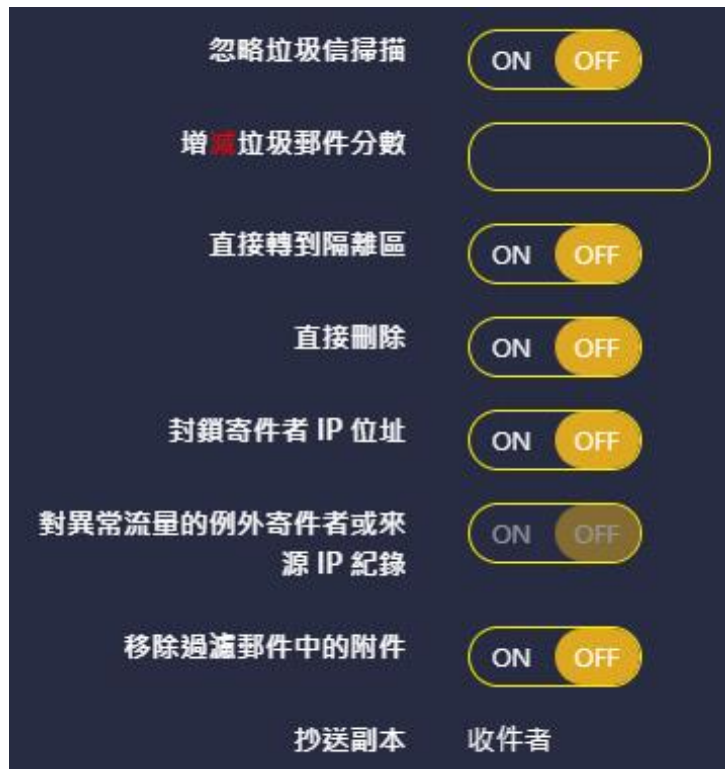 忽略垃圾信掃描 ON OFF
增減垃圾郵件分數
直接轉到隔離區 ON OFF
直接刪除 ON OFF
封鎖寄件者 IP 位址 ON OFF
對異常流量的例外寄件者或來
源 IP 紀錄 ON OFF
移除過濾郵件中的附件 ON OFF
抄送副本 收件者